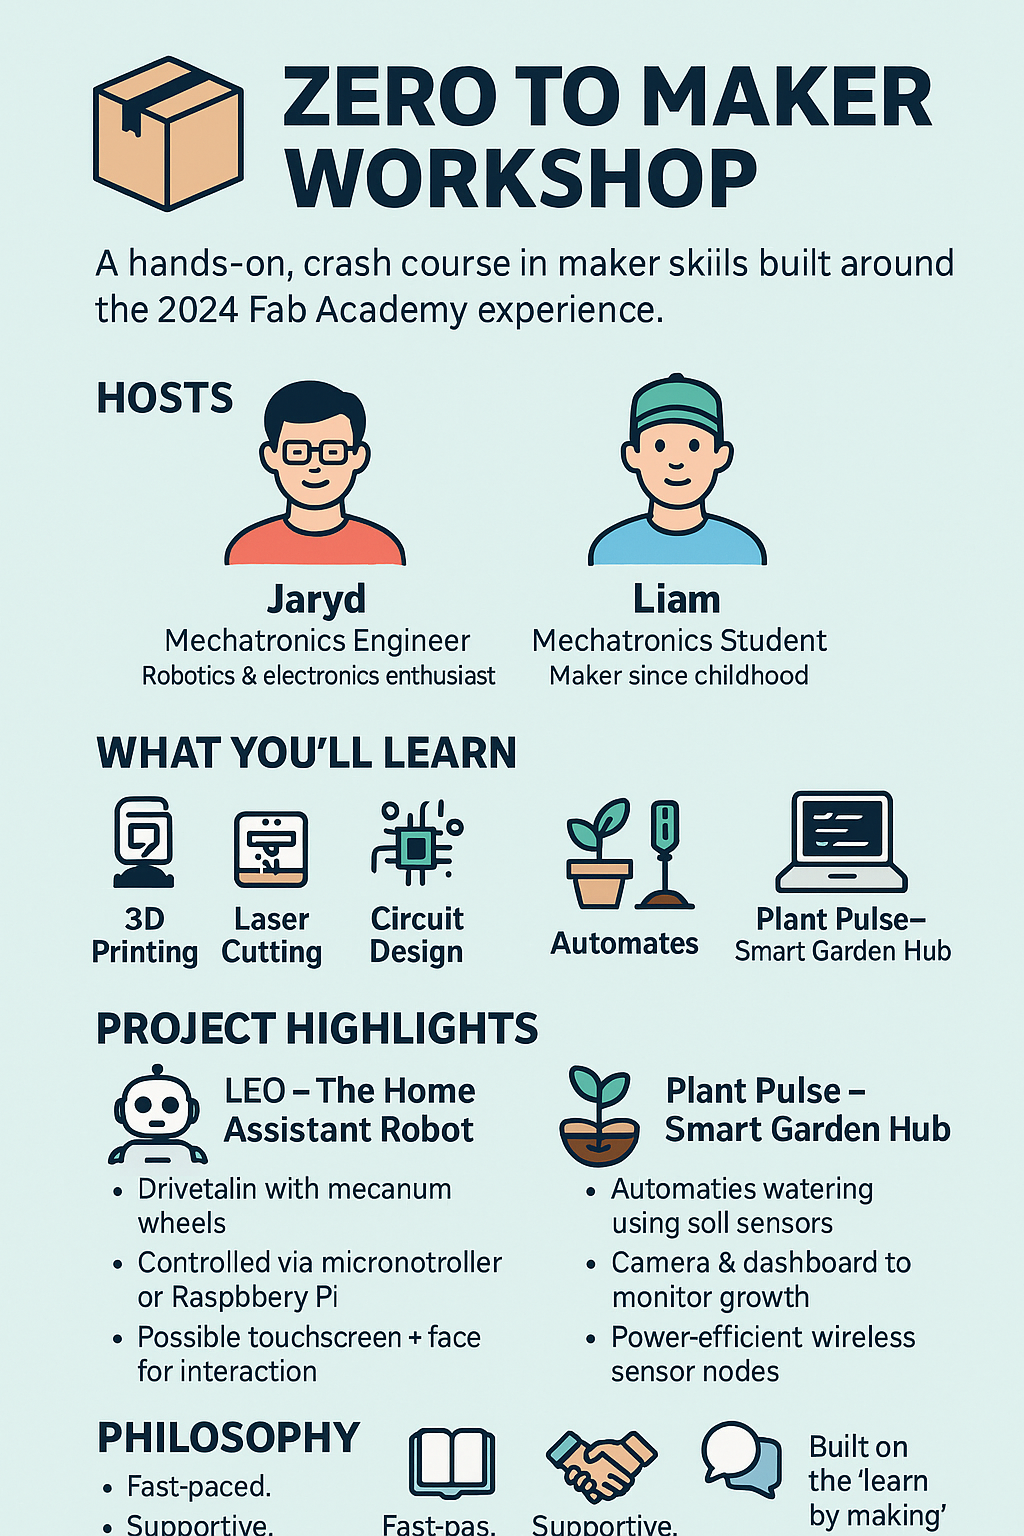 ZERO TO MAKER
WORKSHOP
A hands-on, crash course in maker skiils built around
the 2024 Fab Academy experience.
HOSTS
Jaryd
Mechatronics Engineer
Robotics & electronics enthusiast
Liam
Mechatronics Student
Maker since childhood
WHAT YOU'LL LEARN
3D
Printing
Laser
Cutting
Circuit
Design
Automates
Plant Pulse–
Smart Garden Hub
PROJECT HIGHLIGHTS
LEO – The Home
Assistant Robot
• Drivetalin with mecanum
wheels
• Controlled via micronotroller
or Raspbbery Pi
• Possible touchscreen + face
for interaction
Plant Pulse –
Smart Garden Hub
• Automaties watering
using soll sensors
• Camera & dashboard to
monitor growth
• Power-efficient wireless
sensor nodes
PHILOSOPHY
• Fast-paced.
• Supportive.
Fast-pas.
Supportive.
Built on
the ‘learn
by making’